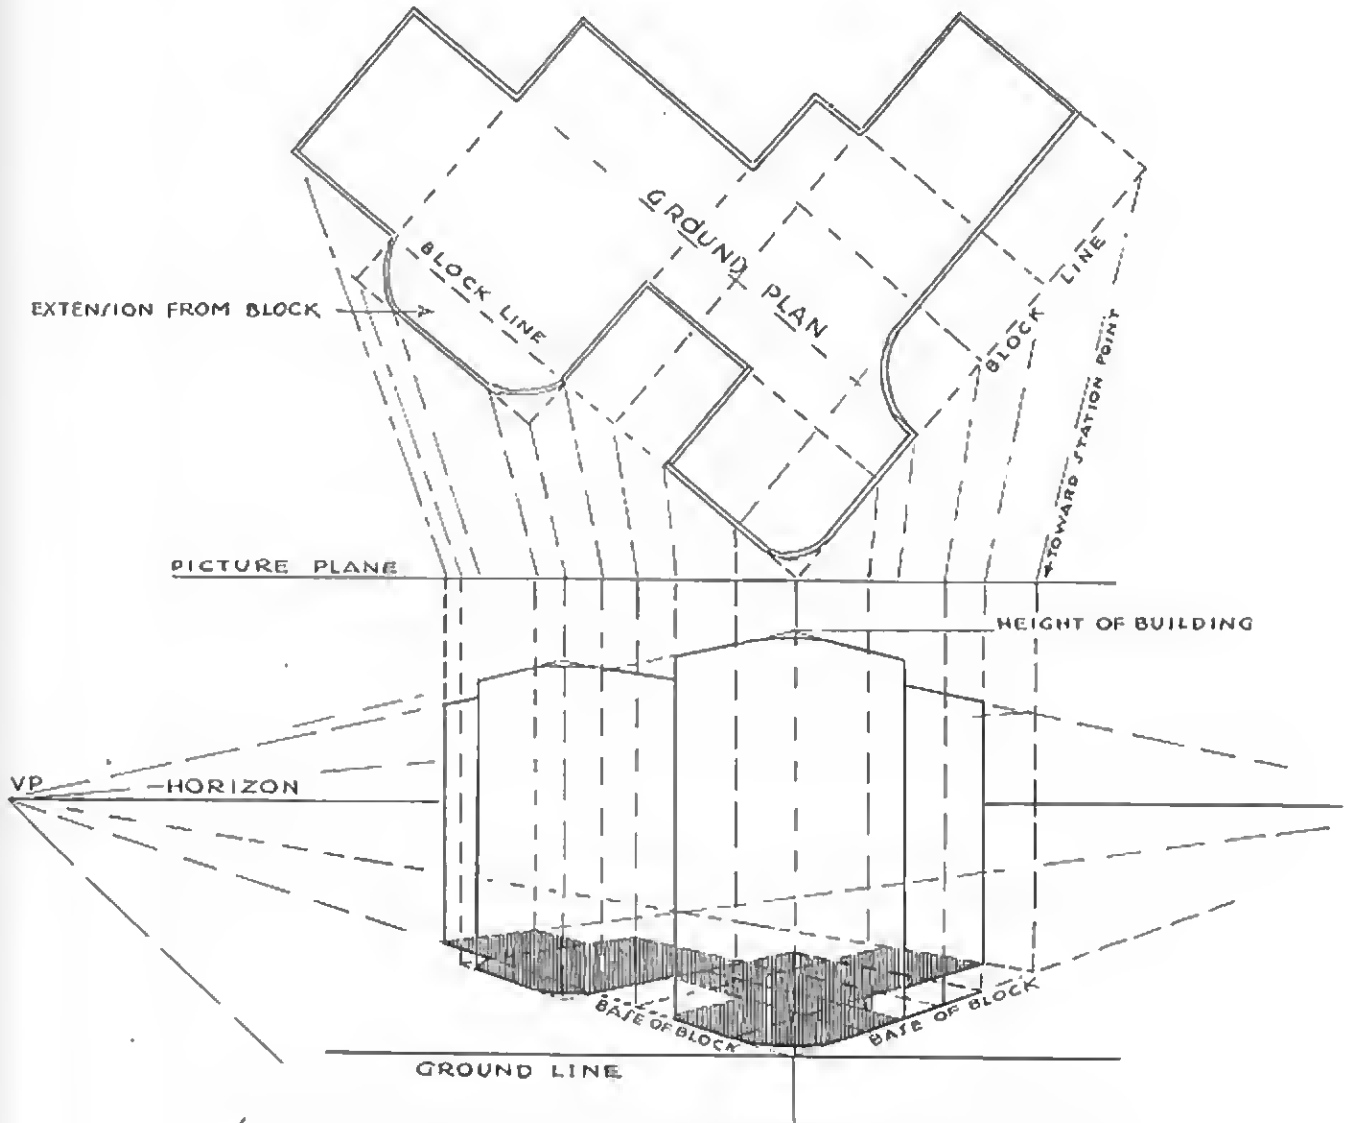 GROUND PLAN
BLOCK LINE
BLOCK LINE
EXTENSION FROM BLOCK
TOWARD STATION POINT
PICTURE PLANE
HEIGHT OF BUILDING
VP
HORIZON
BASE OF BLOCK
BASE OF BLOCK
GROUND LINE